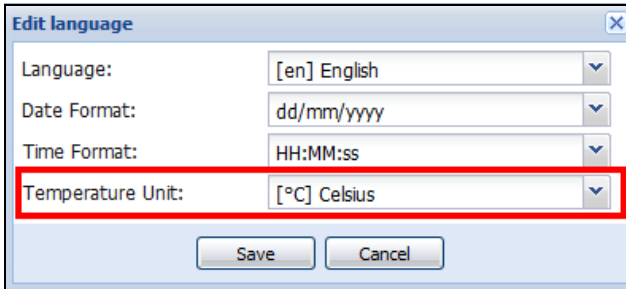 Edit language
Language: [en] English
Date Format: dd/mm/yyyy
Time Format: HH:MM:ss
Temperature Unit: [°C] Celsius
Save Cancel